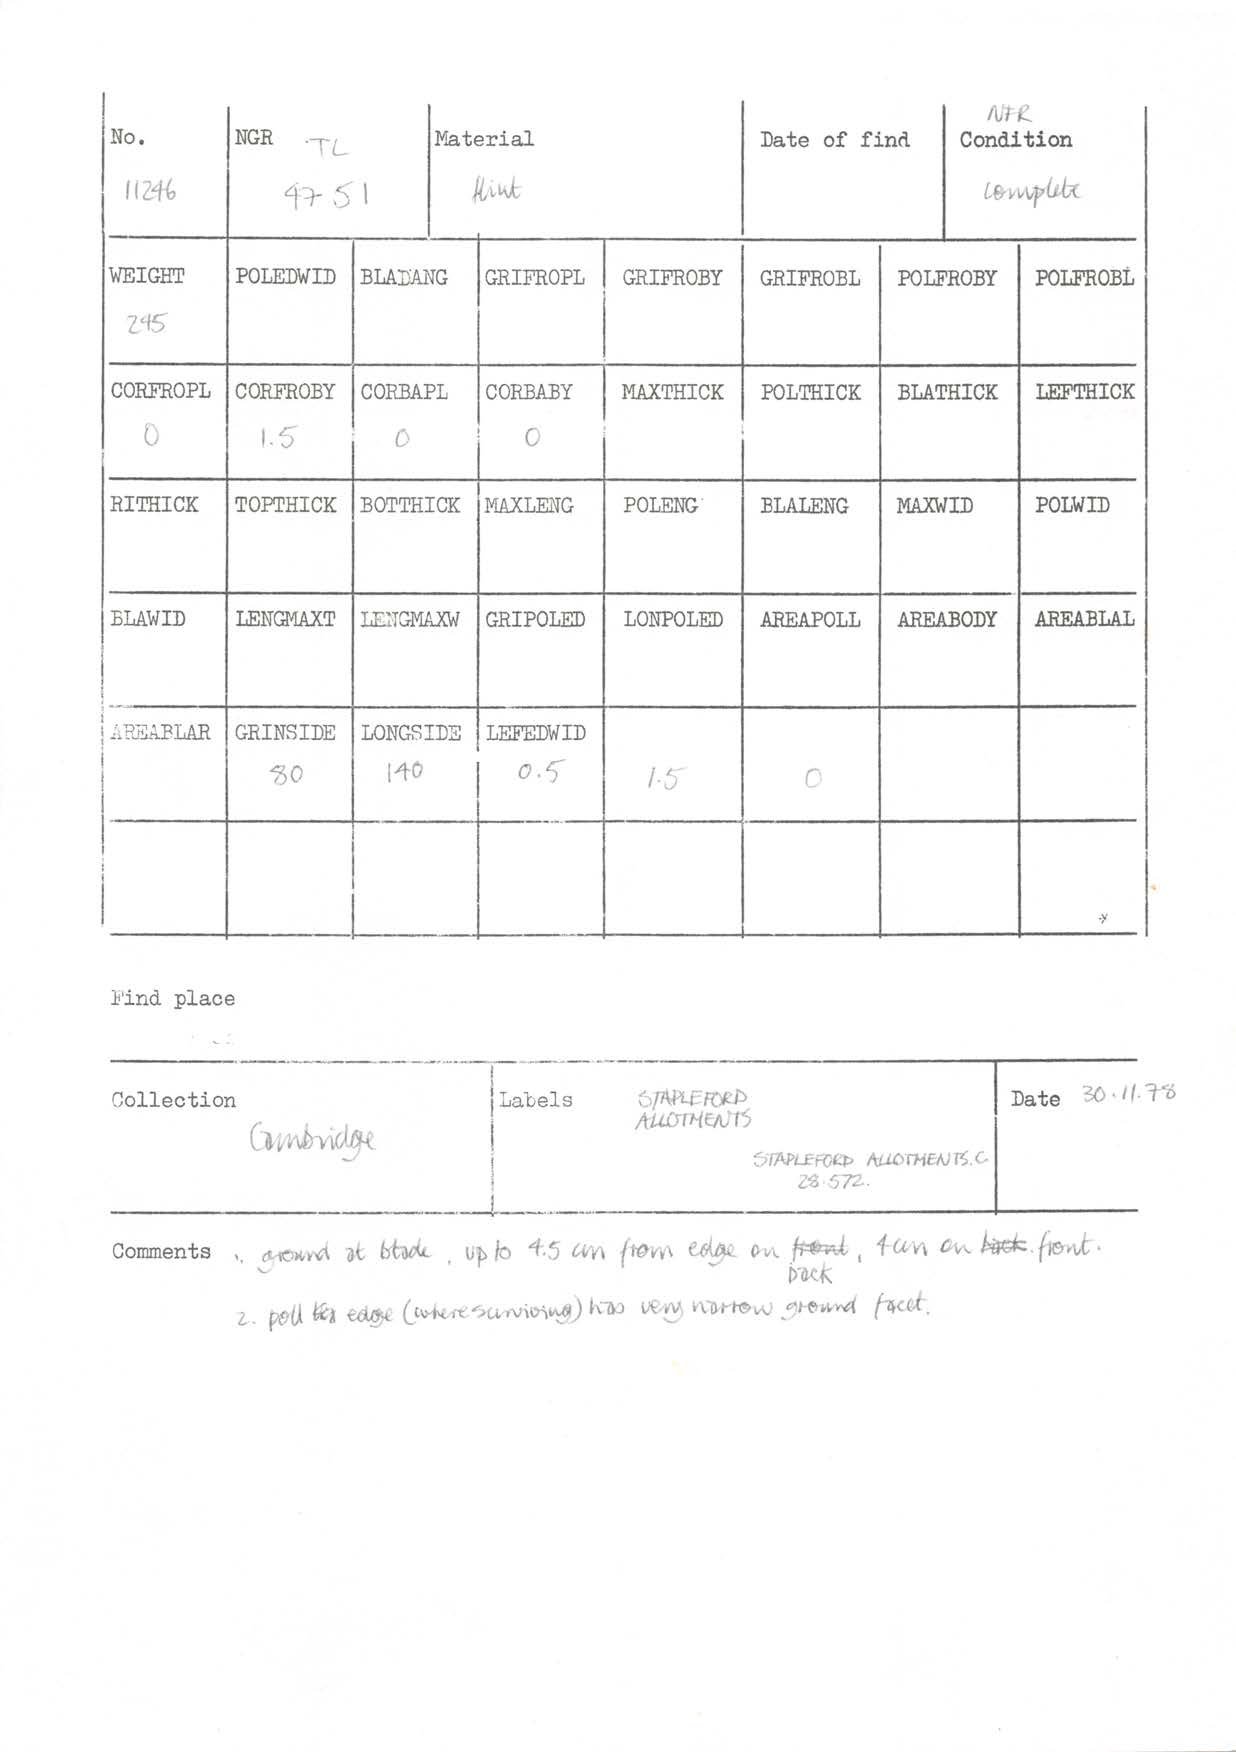 NFR
No. NGR TL Material Date of find Condition
11246 47 51 flint complete
WEIGHT POLEDWID BLADANG GRIFROPL GRIFROBY GRIFROBL POLFROBY POLFROBL
245
CORFROPL CORFROBY CORBAPL CORBABY MAXTHICK POLTHICK BLATHICK LEFTHICK
0 1.5 0 0
RITHICK TOPTHICK BOTTHICK MAXLENG POLENG BLALENG MAXWID POLWID
BLAWID LENGMAXT LENGMAXW GRIPOLED LONPOLED AREAPOLL AREABODY AREABLAL
AREABLAR GRINSIDE LONGSIDE LEFEDWID
80 140 0.5 1.5 0
Find place
Collection Labels STAPLEFORD Date 30.11.78
ALLOTMENTS
Cambridge
STAPLEFORD ALLOTMENTS. C
28.572.
Comments 1. ground at blade, up to 4.5 cm from edge on front, 4 cm on back. front.
back
2. poll edge (where surviving) has very narrow ground facet.